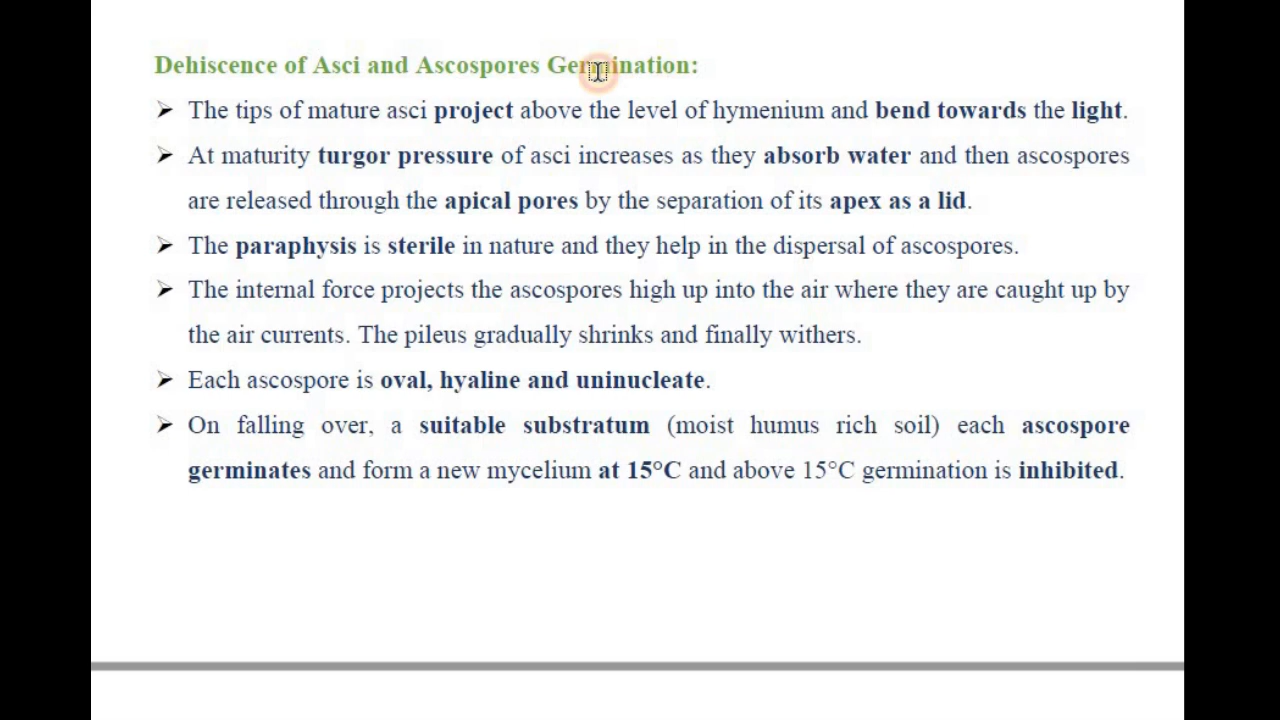 Dehiscence of Asci and Ascospores Germination:
➢ The tips of mature asci project above the level of hymenium and bend towards the light.
➢ At maturity turgor pressure of asci increases as they absorb water and then ascospores
are released through the apical pores by the separation of its apex as a lid.
➢ The paraphysis is sterile in nature and they help in the dispersal of ascospores.
➢ The internal force projects the ascospores high up into the air where they are caught up by
the air currents. The pileus gradually shrinks and finally withers.
➢ Each ascospore is oval, hyaline and uninucleate.
➢ On falling over, a suitable substratum (moist humus rich soil) each ascospore
germinates and form a new mycelium at 15°C and above 15°C germination is inhibited.